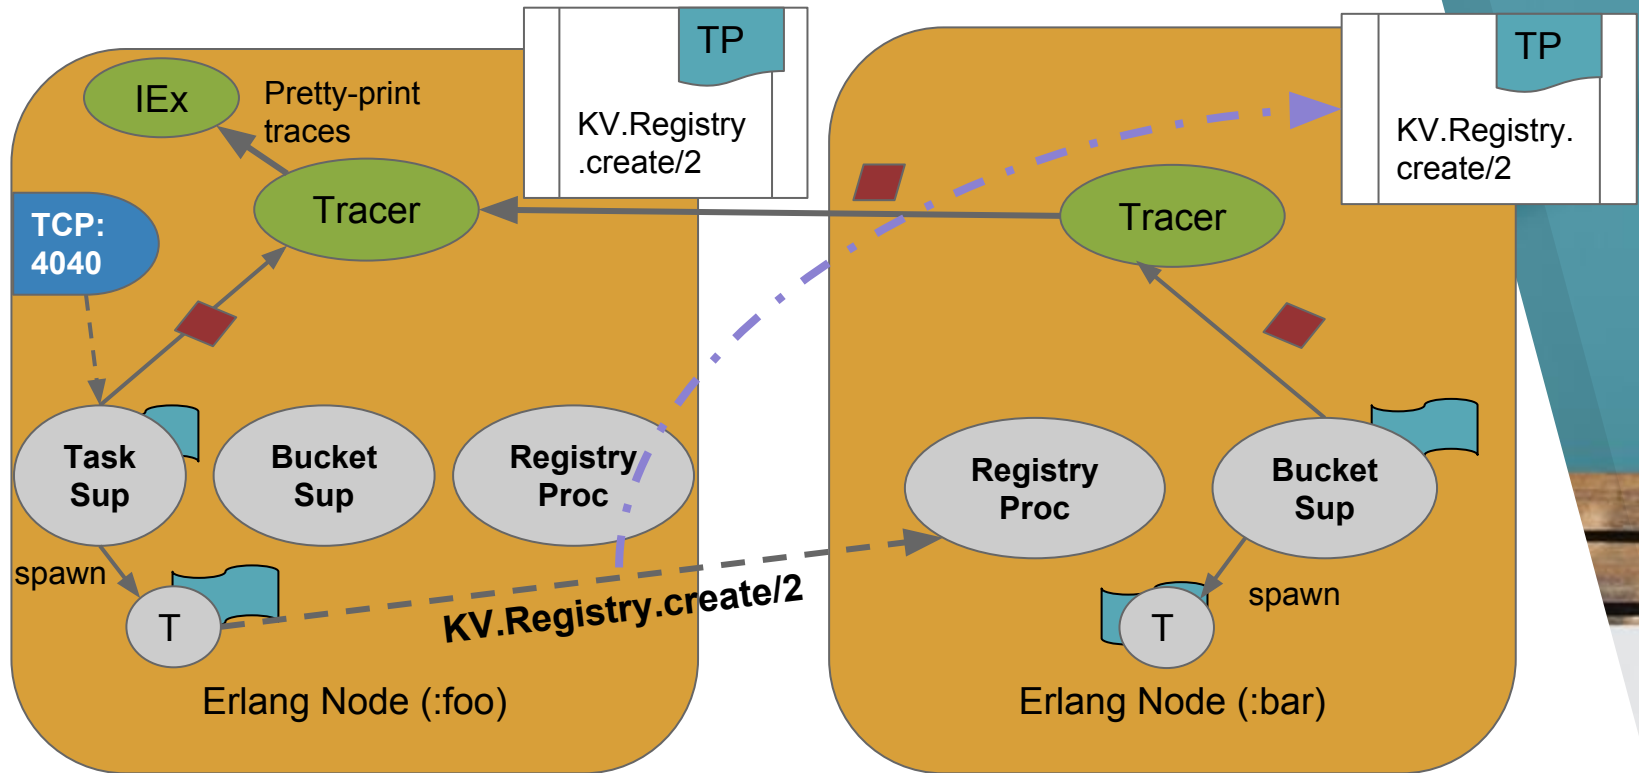 TP
KV.Registry
.create/2
TP
KV.Registry.
create/2
IEx
Pretty-print
traces
Tracer
Tracer
TCP:
4040
Task
Sup
Bucket
Sup
Registry
Proc
Registry
Proc
Bucket
Sup
spawn
T
KV.Registry.create/2
spawn
T
Erlang Node (:foo)
Erlang Node (:bar)